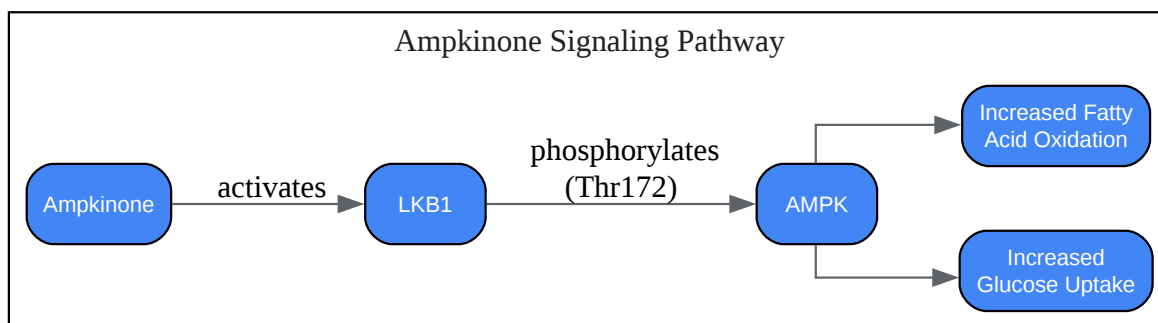 Ampkinone Signaling Pathway
Ampkinone
activates
LKB1
phosphorylates
(Thr172)
AMPK
Increased Fatty
Acid Oxidation
Increased
Glucose Uptake